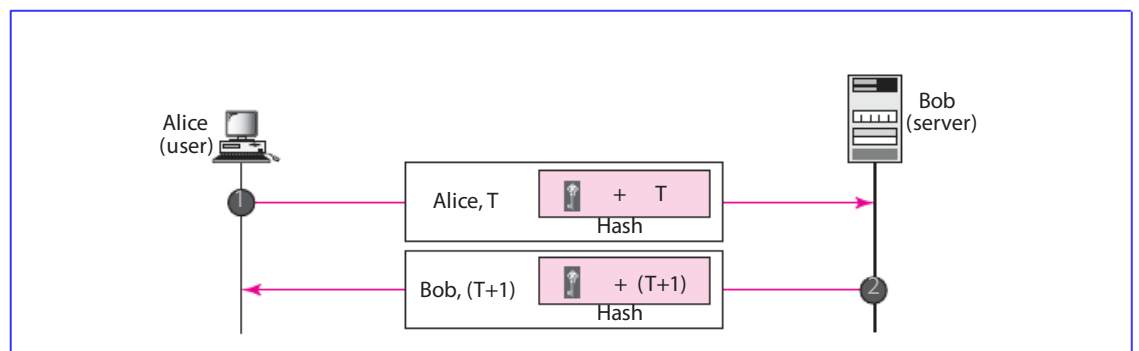 Alice
(user)
Bob
(server)
1
Alice, T
+ T
Hash
Bob, (T+1)
+ (T+1)
Hash
2